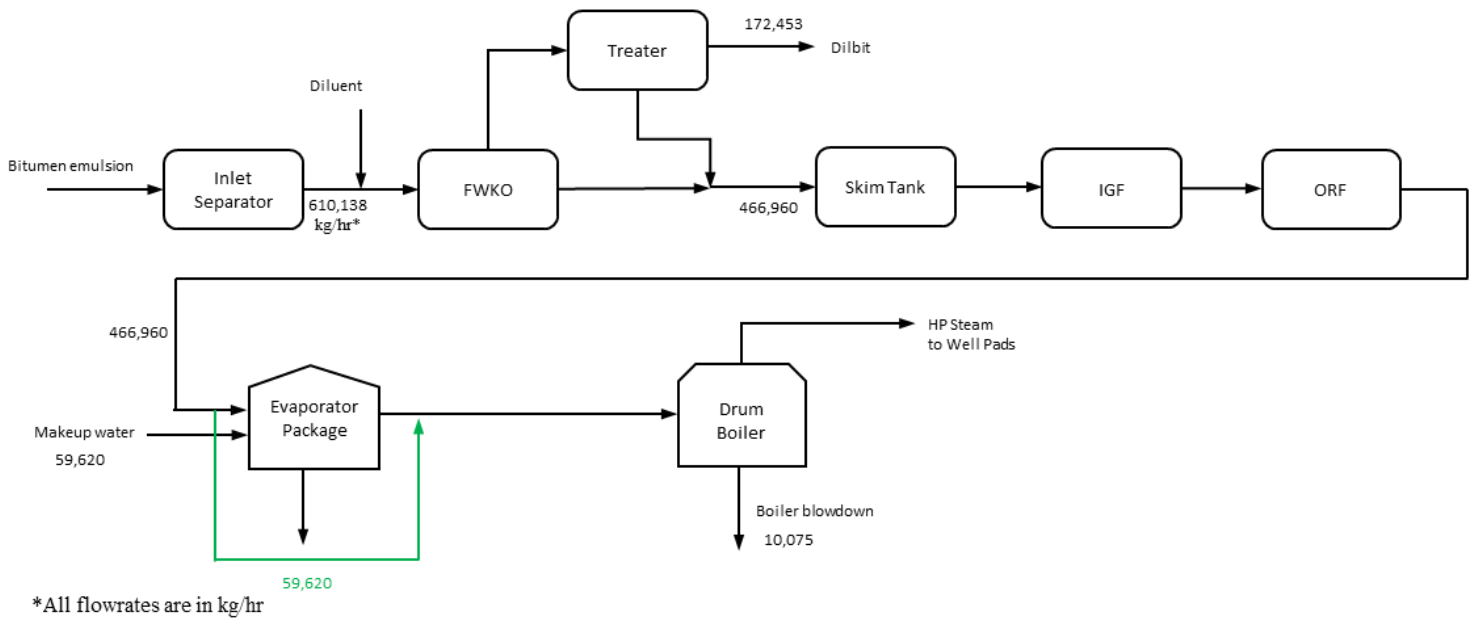 172,453
Treater
Dilbit
Diluent
Bitumen emulsion
Inlet
Separator
610,138
kg/hr*
FWKO
466,960
Skim Tank
IGF
ORF
466,960
HP Steam
to Well Pads
Evaporator
Package
Drum
Boiler
Makeup water
59,620
Boiler blowdown
10,075
59,620
*All flowrates are in kg/hr